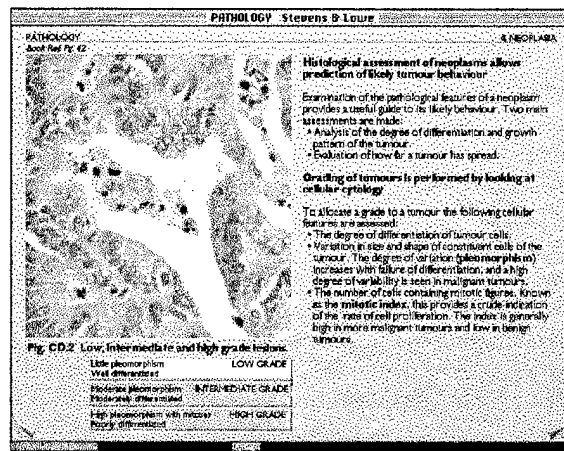 PATHOLOGY Stevens & Lowe
PATHOLOGY
Book Ref Pg. 42
6 NEOPLASIA
Histological assessment of neoplasms allows
prediction of likely tumour behaviour
Examination of the pathological features of a neoplasm
provides a useful guide to its likely behaviour. Two main
assessments are made:
• Analysis of the degree of differentiation and growth
pattern of the tumour.
• Evaluation of how far a tumour has spread.
Grading of tumours is performed by looking at
cellular cytology
To allocate a grade to a tumour the following cellular
features are assessed:
• The degree of differentiation of tumour cells.
• Variation in size and shape of constituent cells of the
tumour. The degree of variation (pleomorphism)
increases with failure of differentiation, and a high
degree of variability is seen in malignant tumours.
• The number of cells containing mitotic figures. Known
as the mitotic index, this provides a crude indication
of the rate of cell proliferation. The index is generally
high in more malignant tumours and low in benign
tumours.
Fig. CD.2 Low, intermediate and high grade lesions.
Little pleomorphism LOW GRADE
Well differentiated
Moderate pleomorphism INTERMEDIATE GRADE
Moderately differentiated
High pleomorphism with mitoses HIGH GRADE
Poorly differentiated